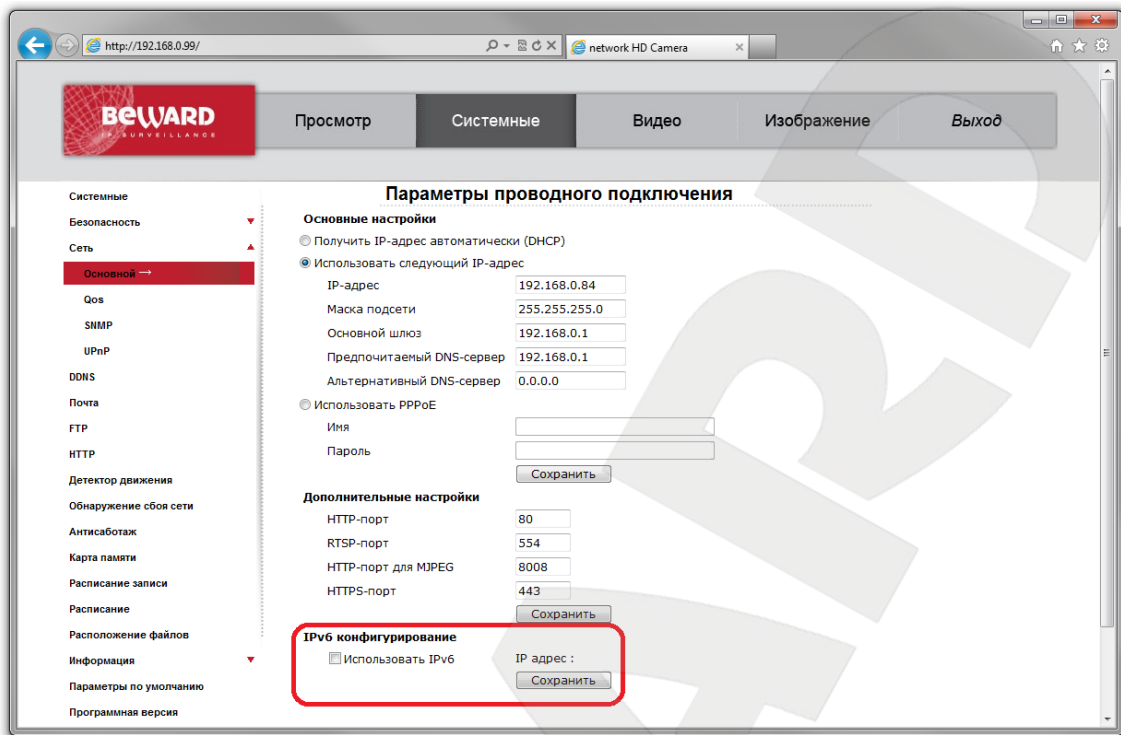 http://192.168.0.99/
network HD Camera
BEWARD
IP SURVEILLANCE
Просмотр
Системные
Видео
Изображение
Выход
Системные
Безопасность
Сеть
Основной →
Qos
SNMP
UPnP
DDNS
Почта
FTP
HTTP
Детектор движения
Обнаружение сбоя сети
Антисаботаж
Карта памяти
Расписание записи
Расписание
Расположение файлов
Информация
Параметры по умолчанию
Программная версия
Параметры проводного подключения
Основные настройки
Получить IP-адрес автоматически (DHCP)
Использовать следующий IP-адрес
IP-адрес 192.168.0.84
Маска подсети 255.255.255.0
Основной шлюз 192.168.0.1
Предпочитаемый DNS-сервер 192.168.0.1
Альтернативный DNS-сервер 0.0.0.0
Использовать PPPoE
Имя
Пароль
Сохранить
Дополнительные настройки
HTTP-порт 80
RTSP-порт 554
HTTP-порт для MJPEG 8008
HTTPS-порт 443
Сохранить
IPv6 конфигурирование
Использовать IPv6 IP адрес :
Сохранить